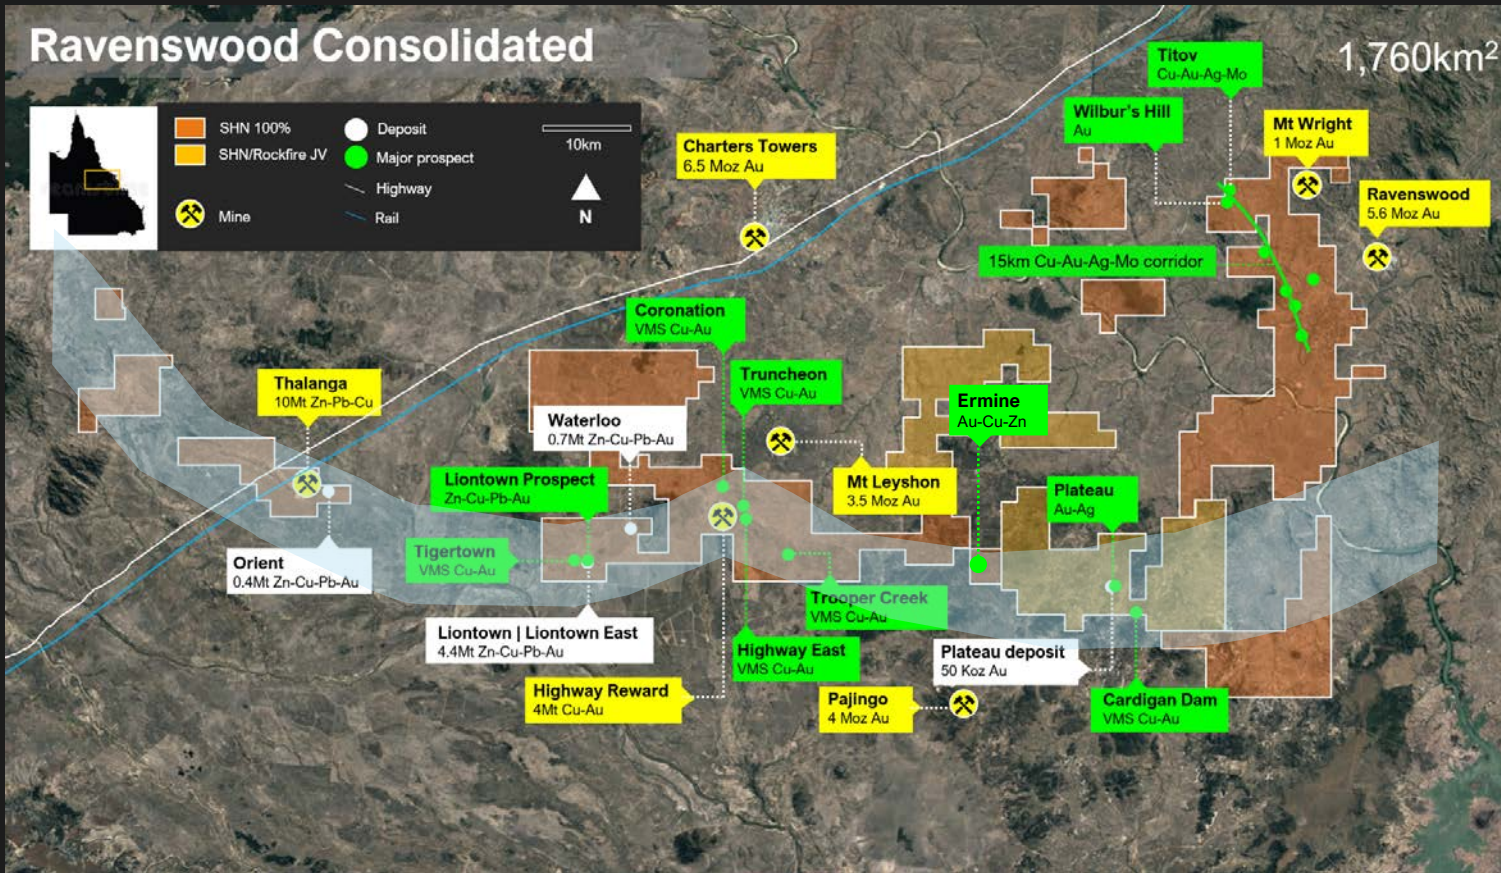 Ravenswood Consolidated
1,760km²
SHN 100%
SHN/Rockfire JV
Mine
Deposit
Major prospect
Highway
Rail
10km
N
Titov
Cu-Au-Ag-Mo
Wilbur's Hill
Au
Mt Wright
1 Moz Au
Charters Towers
6.5 Moz Au
Ravenswood
5.6 Moz Au
15km Cu-Au-Ag-Mo corridor
Coronation
VMS Cu-Au
Truncheon
VMS Cu-Au
Thalanga
10Mt Zn-Pb-Cu
Ermine
Au-Cu-Zn
Waterloo
0.7Mt Zn-Cu-Pb-Au
Liontown Prospect
Zn-Cu-Pb-Au
Mt Leyshon
3.5 Moz Au
Plateau
Au-Ag
Tigertown
VMS Cu-Au
Orient
0.4Mt Zn-Cu-Pb-Au
Trooper Creek
VMS Cu-Au
Liontown | Liontown East
4.4Mt Zn-Cu-Pb-Au
Highway East
VMS Cu-Au
Plateau deposit
50 Koz Au
Highway Reward
4Mt Cu-Au
Pajingo
4 Moz Au
Cardigan Dam
VMS Cu-Au